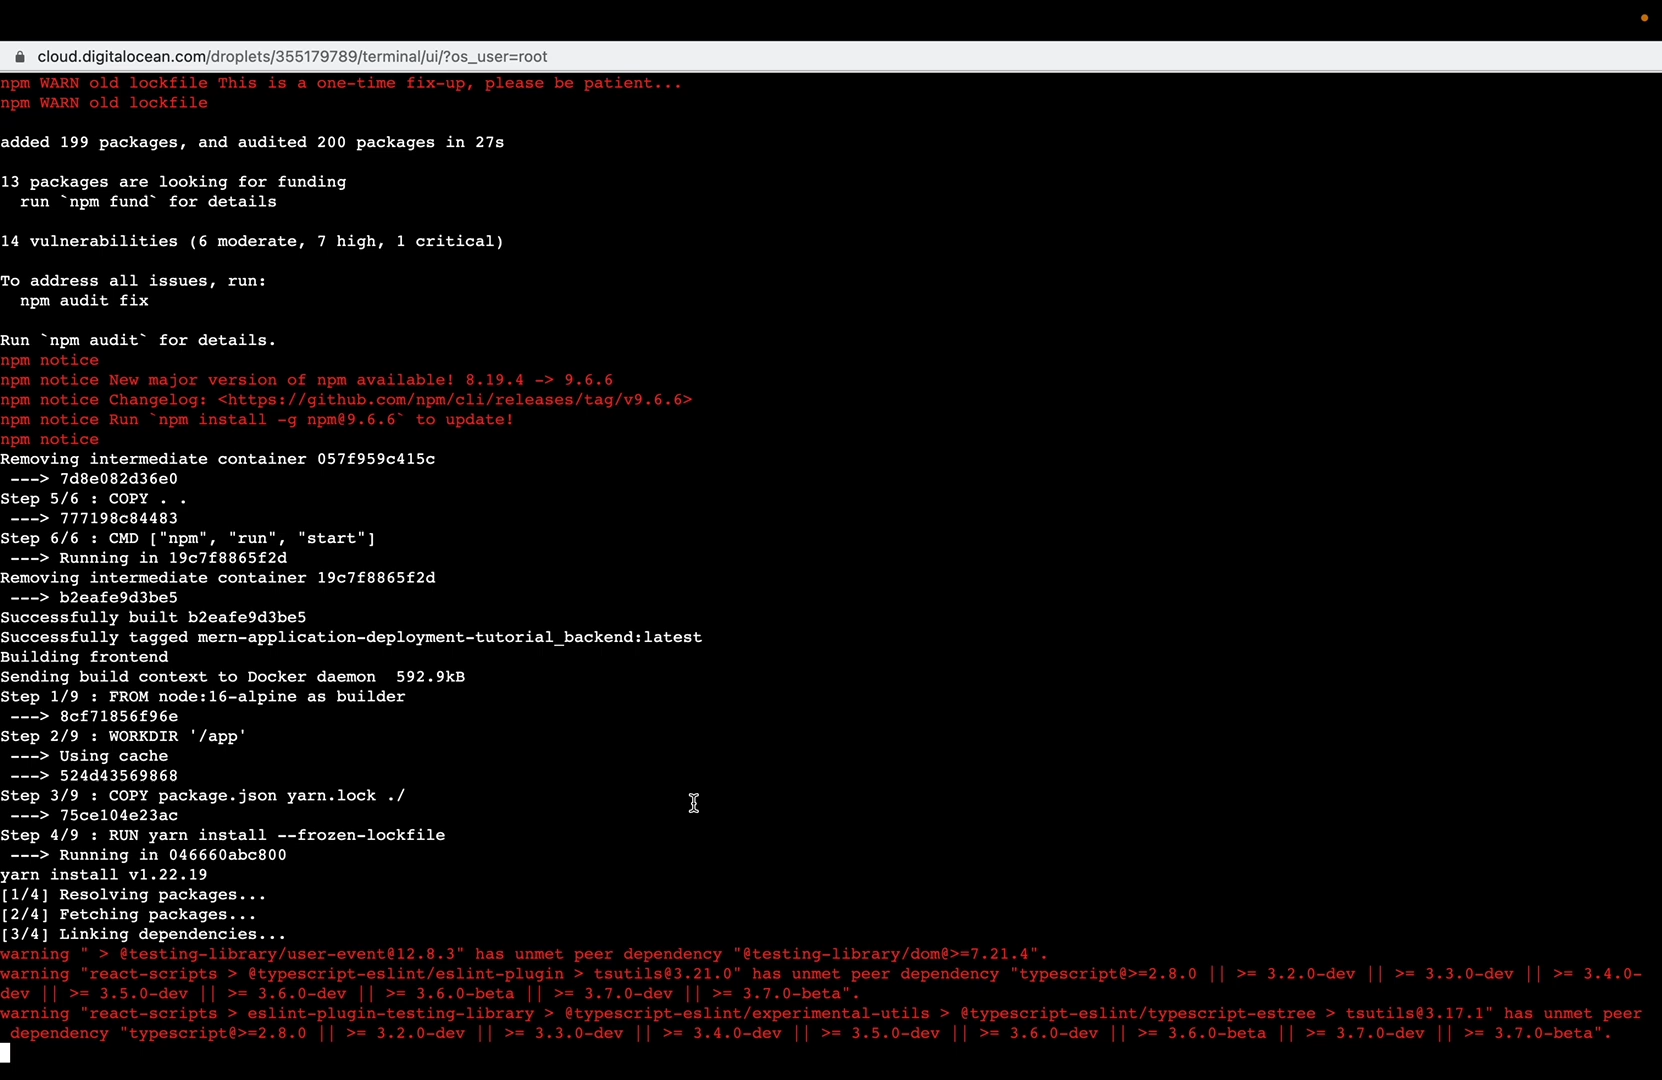 cloud.digitalocean.com/droplets/355179789/terminal/ui/?os_user=root
npm WARN old lockfile This is a one-time fix-up, please be patient...
npm WARN old lockfile
added 199 packages, and audited 200 packages in 27s
13 packages are looking for funding
  run `npm fund` for details
14 vulnerabilities (6 moderate, 7 high, 1 critical)
To address all issues, run:
  npm audit fix
Run `npm audit` for details.
npm notice
npm notice New major version of npm available! 8.19.4 -> 9.6.6
npm notice Changelog: <https://github.com/npm/cli/releases/tag/v9.6.6>
npm notice Run `npm install -g npm@9.6.6` to update!
npm notice
Removing intermediate container 057f959c415c
 ---> 7d8e082d36e0
Step 5/6 : COPY . .
 ---> 777198c84483
Step 6/6 : CMD ["npm", "run", "start"]
 ---> Running in 19c7f8865f2d
Removing intermediate container 19c7f8865f2d
 ---> b2eafe9d3be5
Successfully built b2eafe9d3be5
Successfully tagged mern-application-deployment-tutorial_backend:latest
Building frontend
Sending build context to Docker daemon  592.9kB
Step 1/9 : FROM node:16-alpine as builder
 ---> 8cf71856f96e
Step 2/9 : WORKDIR '/app'
 ---> Using cache
 ---> 524d43569868
Step 3/9 : COPY package.json yarn.lock ./
 ---> 75ce104e23ac
Step 4/9 : RUN yarn install --frozen-lockfile
 ---> Running in 046660abc800
yarn install v1.22.19
[1/4] Resolving packages...
[2/4] Fetching packages...
[3/4] Linking dependencies...
warning " > @testing-library/user-event@12.8.3" has unmet peer dependency "@testing-library/dom@>=7.21.4".
warning "react-scripts > @typescript-eslint/eslint-plugin > tsutils@3.21.0" has unmet peer dependency "typescript@>=2.8.0 || >= 3.2.0-dev || >= 3.3.0-dev || >= 3.4.0-
dev || >= 3.5.0-dev || >= 3.6.0-dev || >= 3.6.0-beta || >= 3.7.0-dev || >= 3.7.0-beta".
warning "react-scripts > eslint-plugin-testing-library > @typescript-eslint/experimental-utils > @typescript-eslint/typescript-estree > tsutils@3.17.1" has unmet peer
 dependency "typescript@>=2.8.0 || >= 3.2.0-dev || >= 3.3.0-dev || >= 3.4.0-dev || >= 3.5.0-dev || >= 3.6.0-dev || >= 3.6.0-beta || >= 3.7.0-dev || >= 3.7.0-beta".